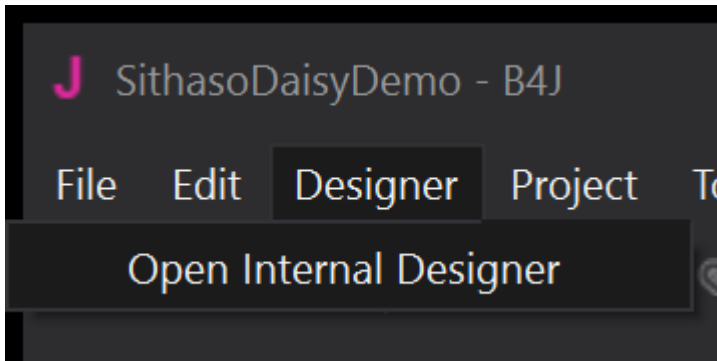 J SithasoDaisyDemo - B4J
File Edit Designer Project
Open Internal Designer